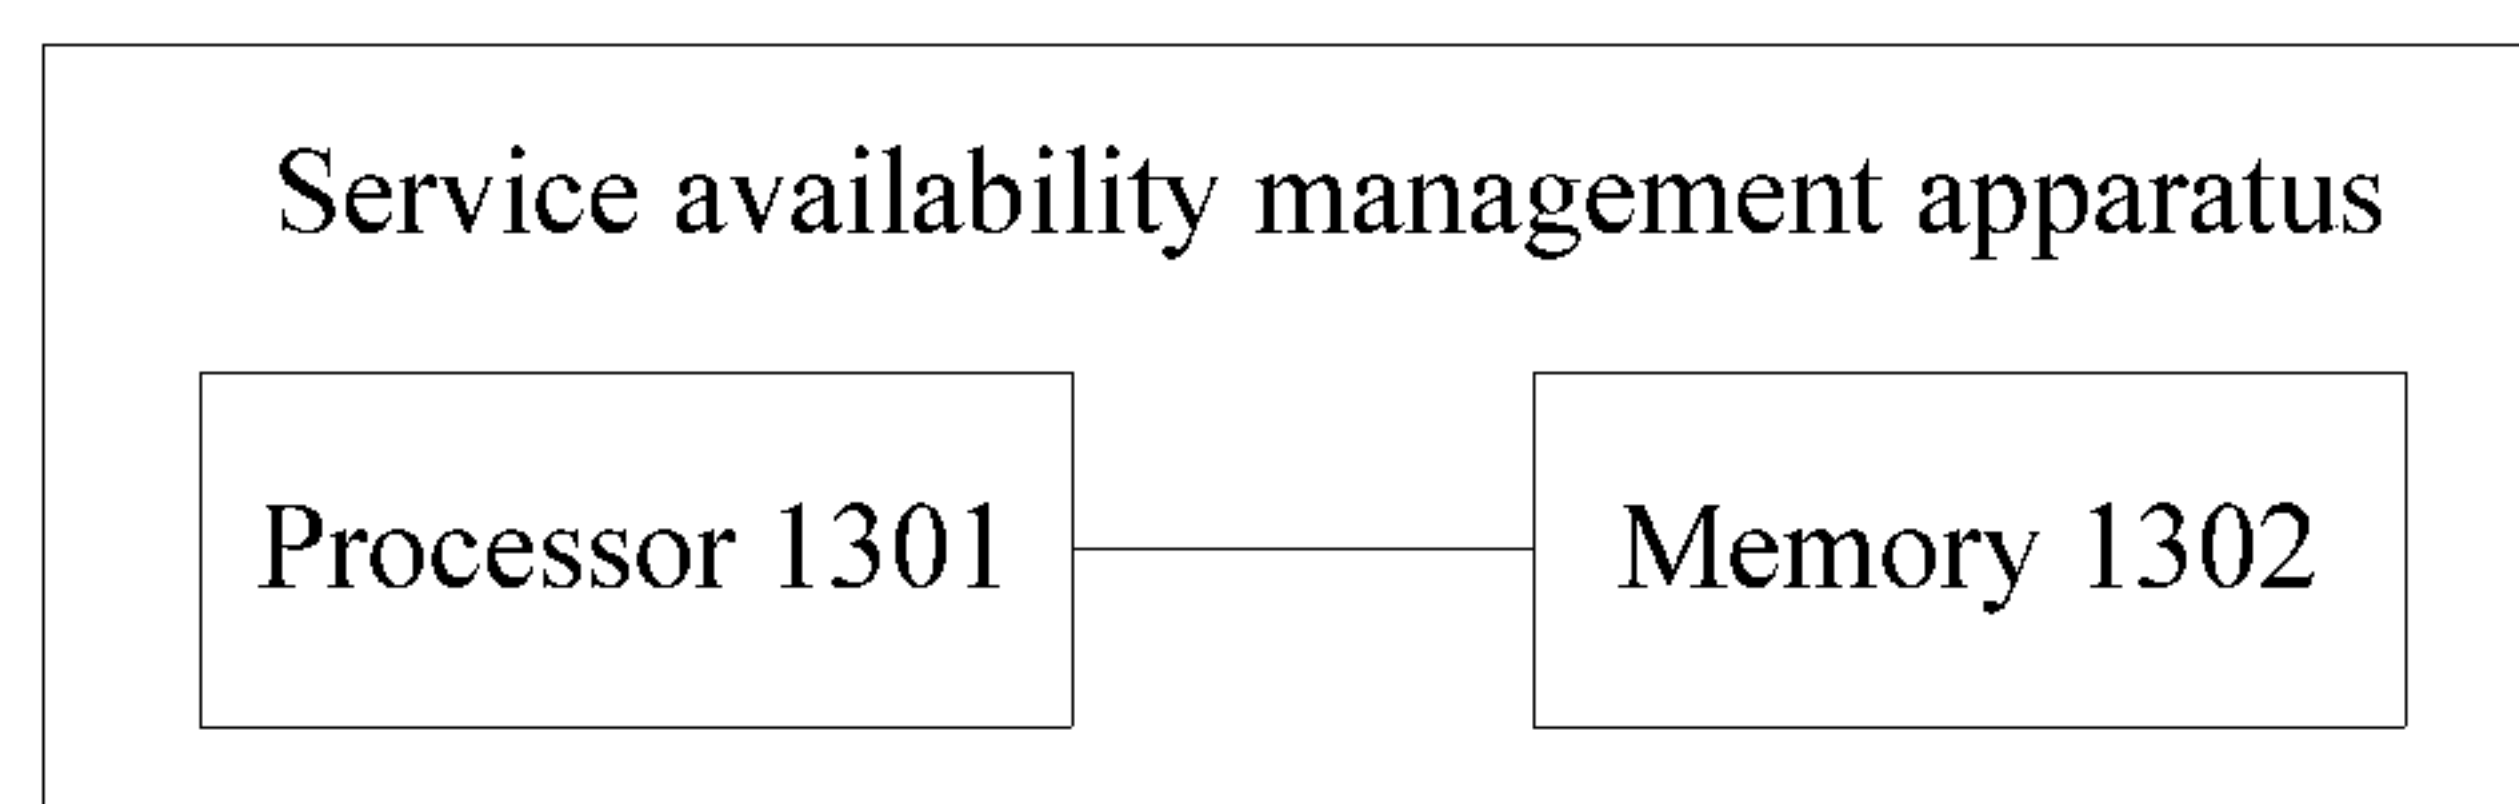 Service availability management apparatus
Processor 1301
Memory 1302